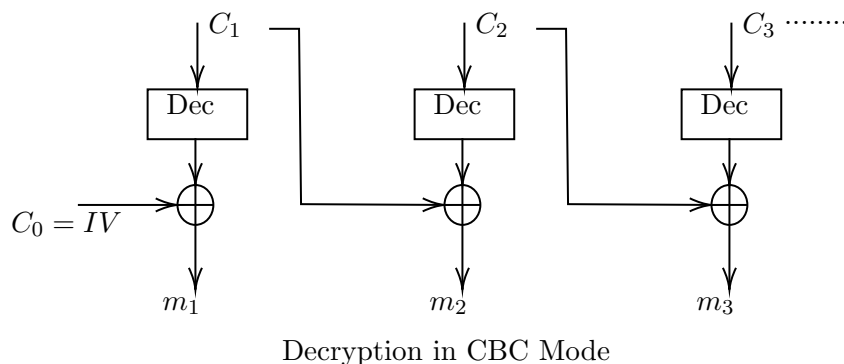 C₁ C₂ C₃ ........
Dec Dec Dec
C₀ = IV
m₁ m₂ m₃
Decryption in CBC Mode